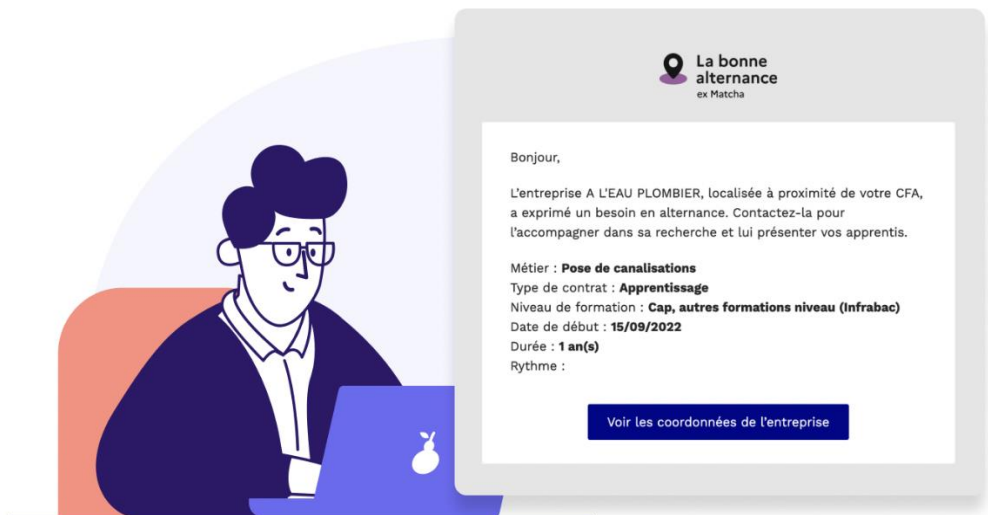 La bonne
alternance
ex Matcha
Bonjour,
L'entreprise A L'EAU PLOMBIER, localisée à proximité de votre CFA,
a exprimé un besoin en alternance. Contactez-la pour
l'accompagner dans sa recherche et lui présenter vos apprentis.
Métier : Pose de canalisations
Type de contrat : Apprentissage
Niveau de formation : Cap, autres formations niveau (Infrabac)
Date de début : 15/09/2022
Durée : 1 an(s)
Rythme :
Voir les coordonnées de l'entreprise